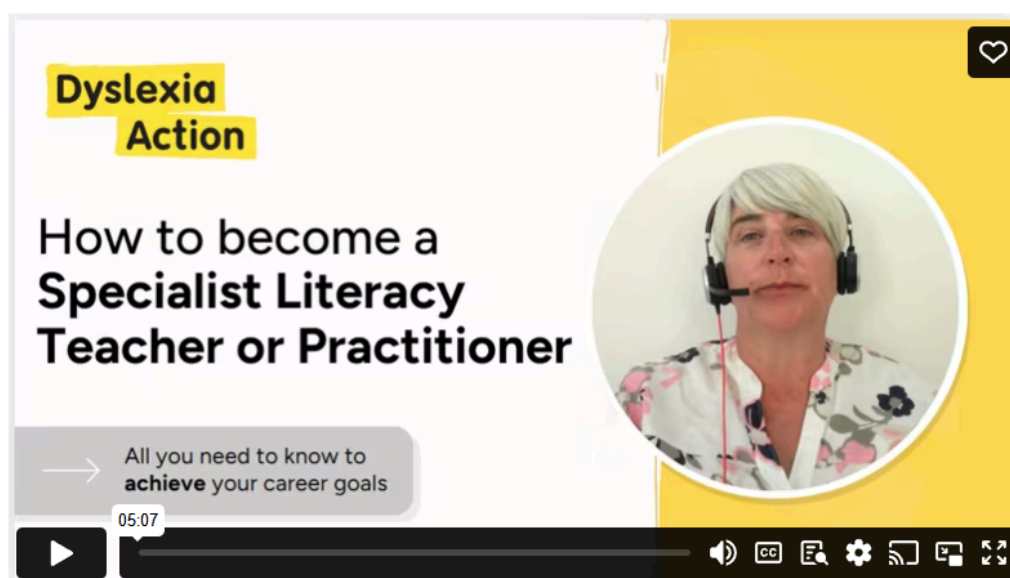 Dyslexia
Action
How to become a
Specialist Literacy
Teacher or Practitioner
All you need to know to
achieve your career goals
05:07
CC